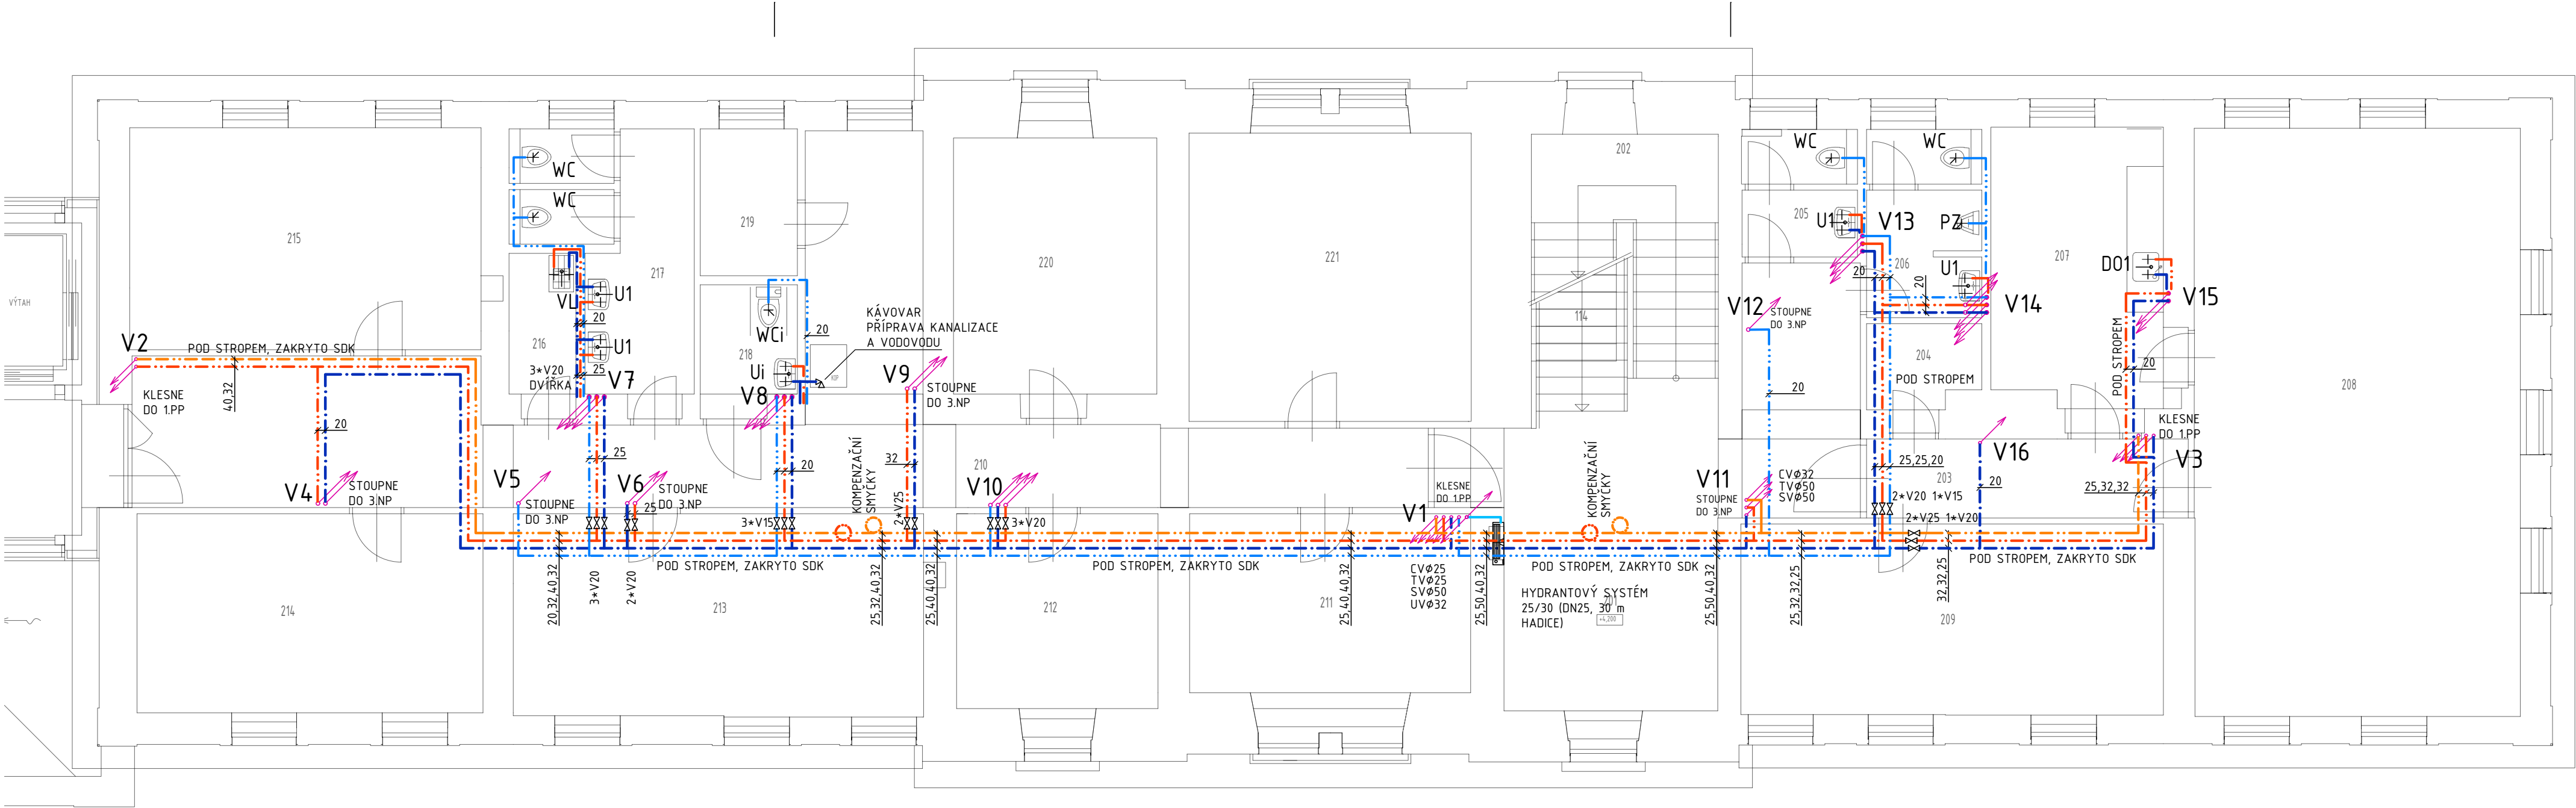 202
WC
WC
WC
WC
219
205
U1
V13
PZ
215
217
220
221
206
207
DO1
VÝTAH
VL
U1
20
U1
20
V14
V15
20
KÁVOVAR
PŘÍPRAVA KANALIZACE
A VODOVODU
V12
STOUPNE
DO 3.NP
114
20
WCi
V2
POD STROPEM, ZAKRYTO SDK
216
U1
218
204
POD STROPEM
20
3*V20
DVÍŘKA
25
V7
Ui
V8
V9
STOUPNE
DO 3.NP
POD STROPEM
208
KLESNE
DO 1.PP
40,32
20
20
KLESNE
DO 1.PP
V3
V16
25
20
32
KOMPENZAČNÍ
SMYČKY
210
KOMPENZAČNÍ
SMYČKY
25,25,20
203
20
25,32,32
V4
STOUPNE
DO 3.NP
V5
STOUPNE
DO 3.NP
V6
STOUPNE
DO 3.NP
25
2*V25
V10
KLESNE
DO 1.PP
V11
STOUPNE
DO 3.NP
CVø32
TVø50
SVø50
2*V20 1*V15
V1
3*V15
3*V20
2*V25 1*V20
POD STROPEM, ZAKRYTO SDK
POD STROPEM, ZAKRYTO SDK
POD STROPEM, ZAKRYTO SDK
POD STROPEM, ZAKRYTO SDK
20,32,40,32
3*V20
2*V20
25,32,40,32
25,40,40,32
25,40,40,32
CVø25
TVø25
SVø50
UVø32
25,50,40,32
HYDRANTOVÝ SYSTÉM
25/30 (DN25, 30 m
HADICE)
201
+4,200
25,50,40,32
25,32,32,25
32,32,25
214
213
212
211
209